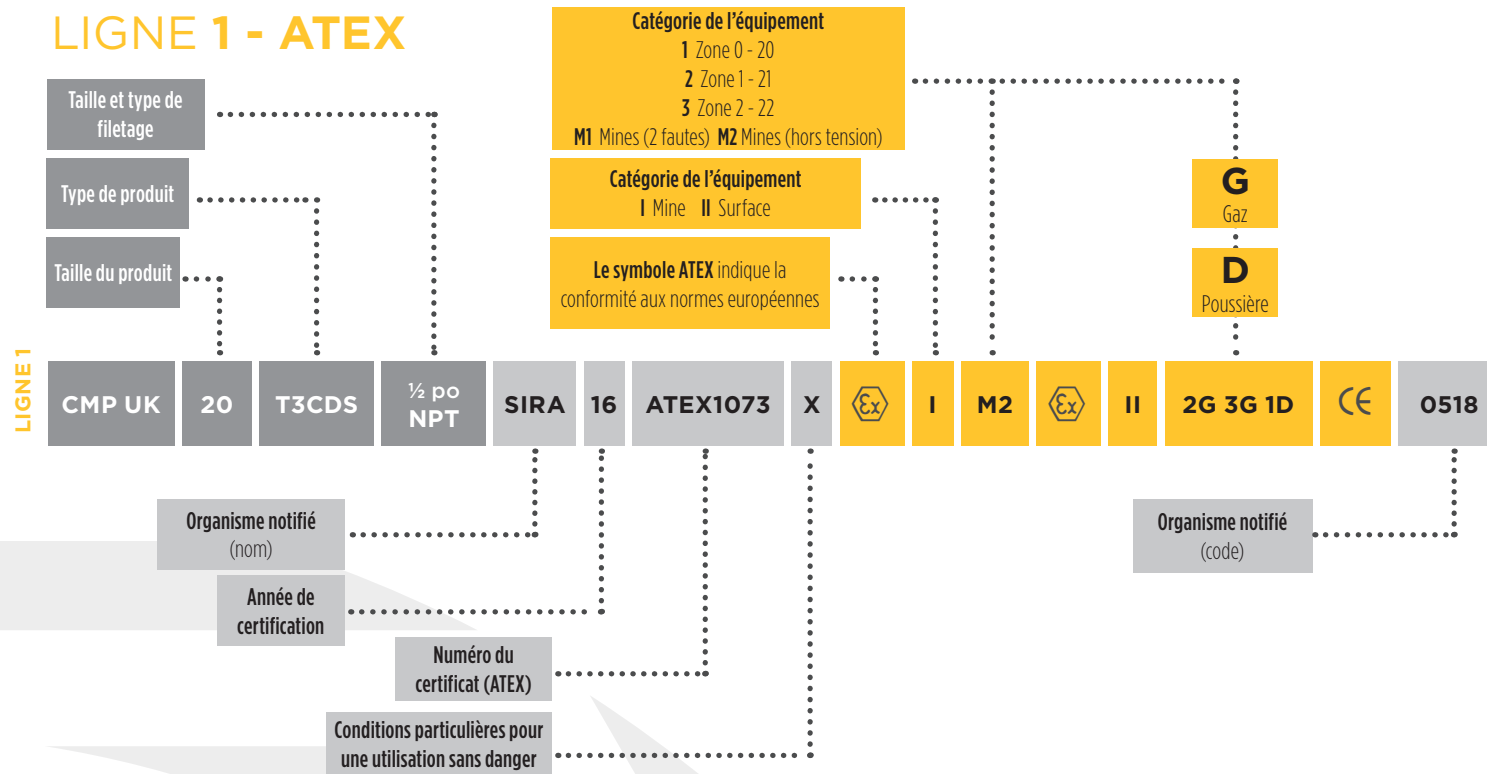 LIGNE 1 - ATEX
Taille et type de
filetage
Type de produit
Taille du produit
Catégorie de l'équipement
1 Zone 0 - 20
2 Zone 1 - 21
3 Zone 2 - 22
M1 Mines (2 fautes) M2 Mines (hors tension)
Catégorie de l'équipement
I Mine II Surface
Le symbole ATEX indique la
conformité aux normes européennes
G
Gaz
D
Poussière
LIGNE 1
CMP UK
20
T3CDS
½ po
NPT
SIRA
16
ATEX1073
X
Ex
I
M2
Ex
II
2G 3G 1D
CE
0518
Organisme notifié
(nom)
Année de
certification
Numéro du
certificat (ATEX)
Conditions particulières pour
une utilisation sans danger
Organisme notifié
(code)